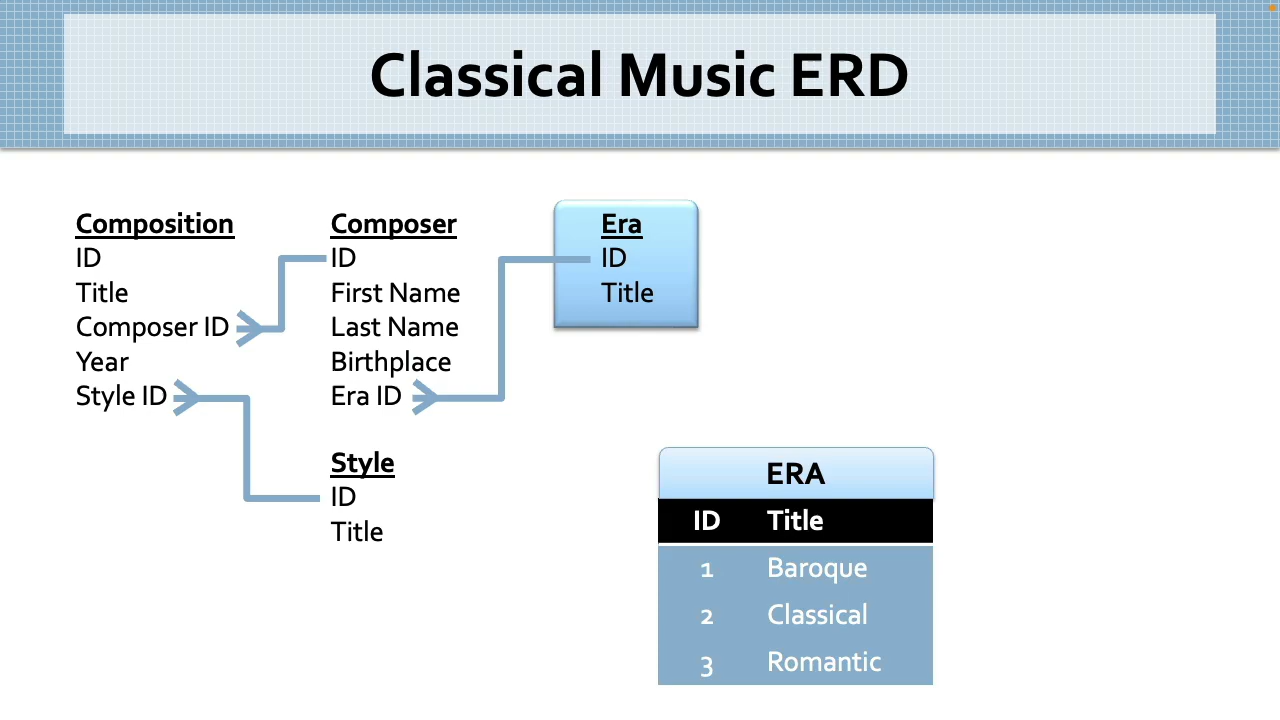 Classical Music ERD
Composition
ID
Title
Composer ID
Year
Style ID
Composer
ID
First Name
Last Name
Birthplace
Era ID
Style
ID
Title
Era
ID
Title
ERA
ID Title
1 Baroque
2 Classical
3 Romantic